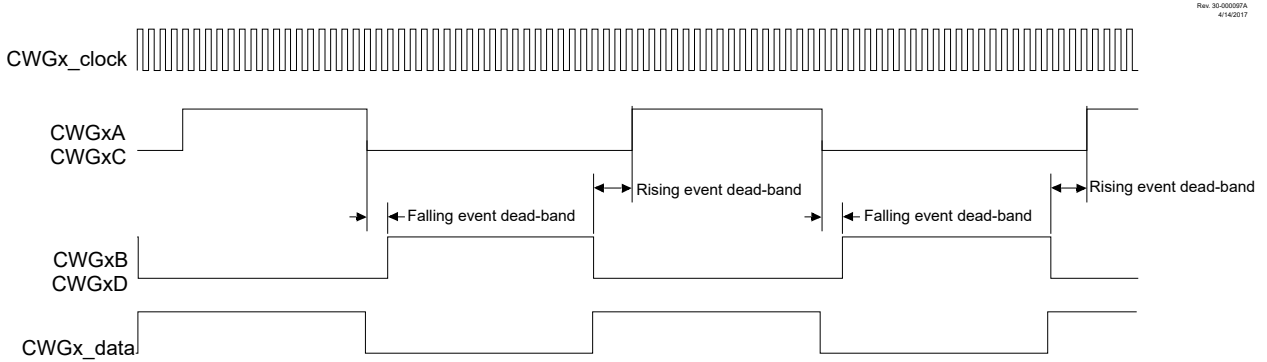 Rev. 30-000097A
4/14/2017
CWGx_clock
CWGxA
CWGxC
Rising event dead-band
Rising event dead-band
Falling event dead-band
Falling event dead-band
CWGxB
CWGxD
CWGx_data